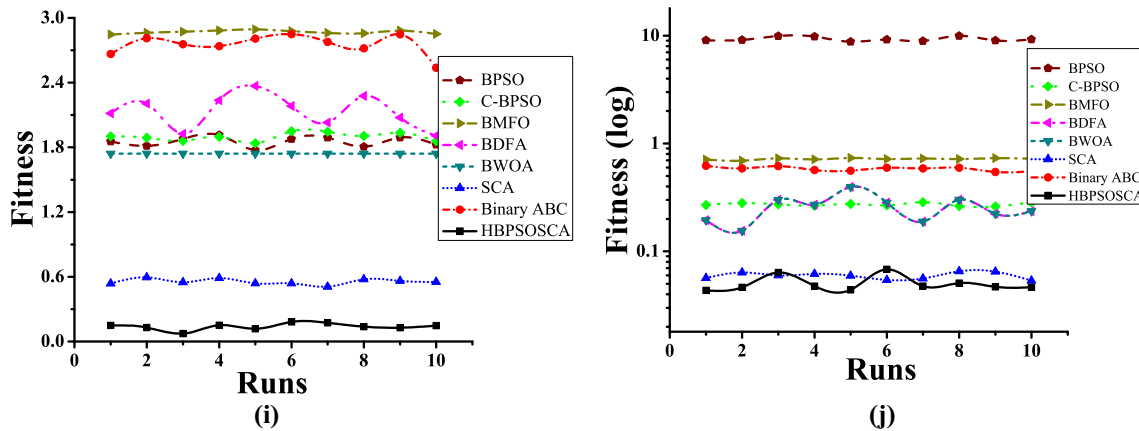 3.0
2.4
1.8
1.2
0.6
0.0
Fitness
0
2
4
6
8
10
Runs
BPSO
C-BPSO
BMFO
BDFA
BWOA
SCA
Binary ABC
HBPSOSCA
(i)
10
1
0.1
Fitness (log)
0
2
4
6
8
10
Runs
BPSO
C-BPSO
BMFO
BDFA
BWOA
SCA
Binary ABC
HBPSOSCA
(j)